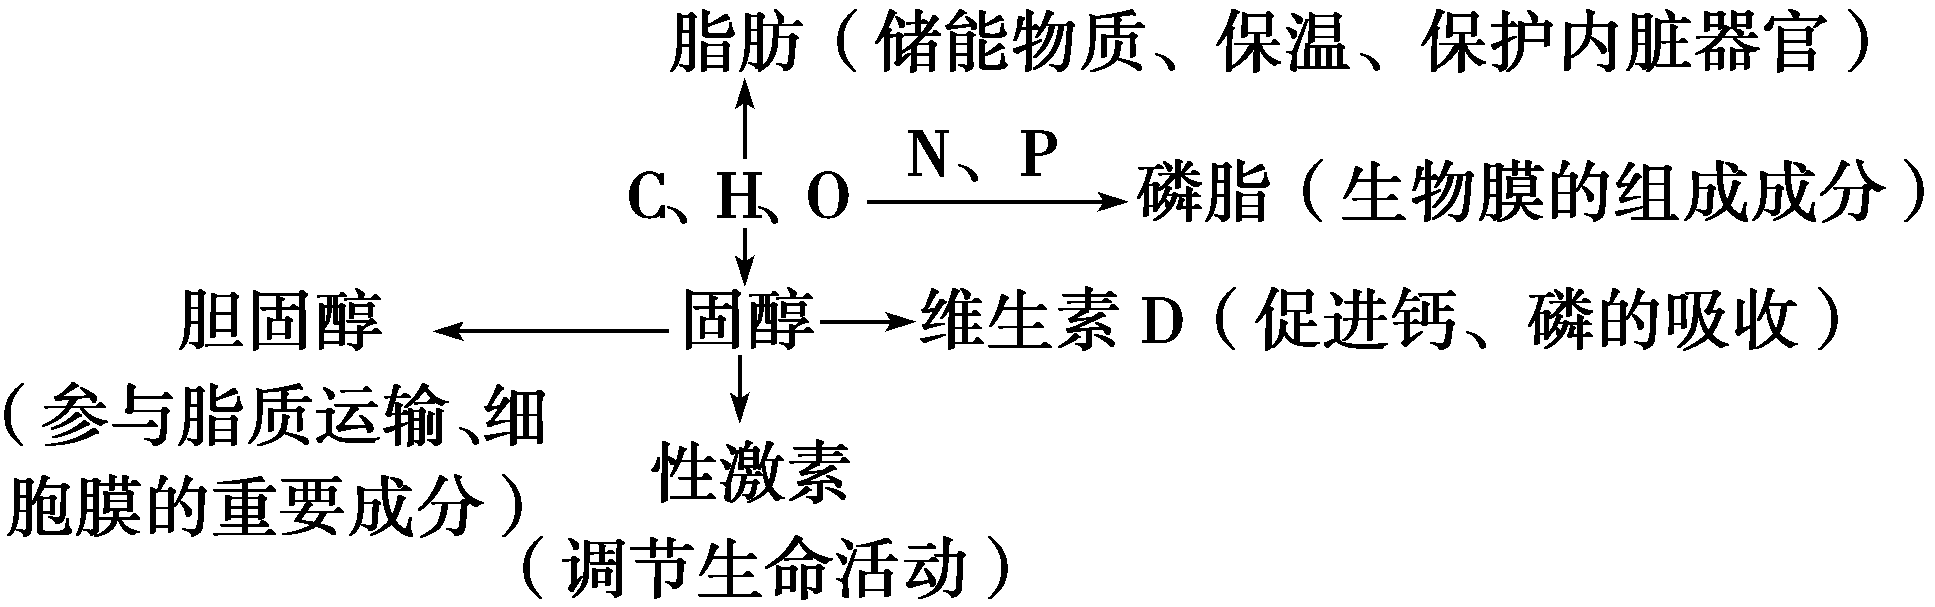 脂肪（储能物质、保温、保护内脏器官）
N、P
C、H、O
磷脂（生物膜的组成成分）
胆固醇
固醇
维生素 D（促进钙、磷的吸收）
（参与脂质运输、细
胞膜的重要成分）
性激素
（调节生命活动）